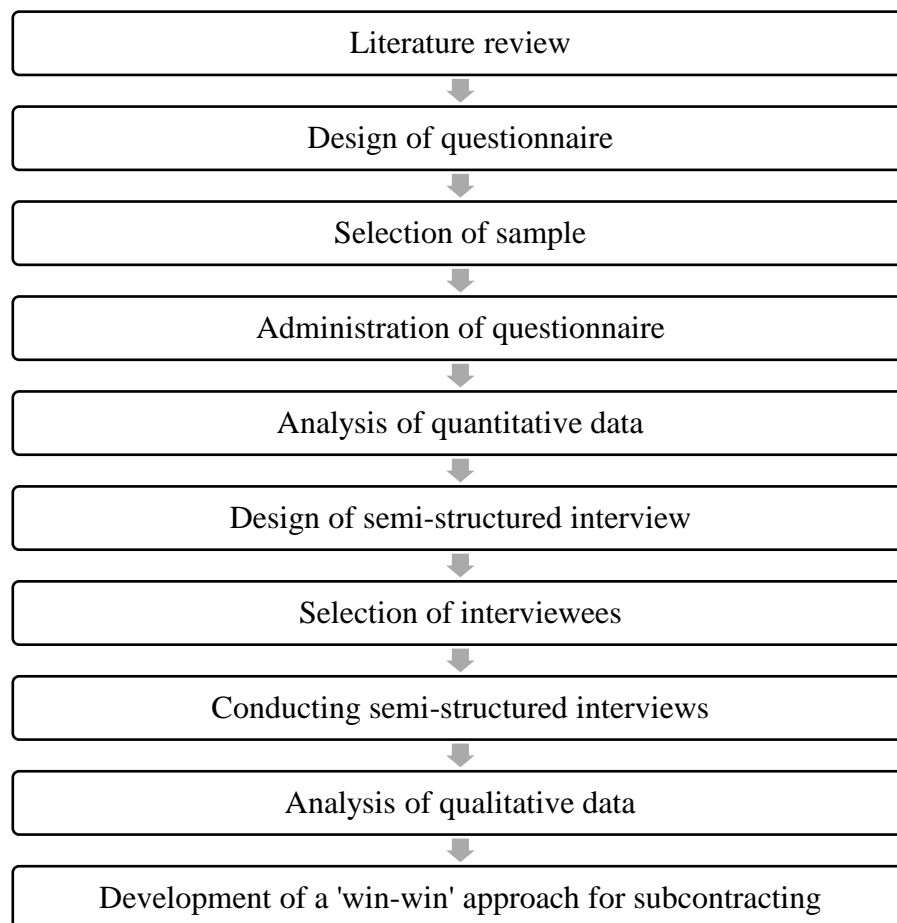 Literature review
Design of questionnaire
Selection of sample
Administration of questionnaire
Analysis of quantitative data
Design of semi-structured interview
Selection of interviewees
Conducting semi-structured interviews
Analysis of qualitative data
Development of a 'win-win' approach for subcontracting